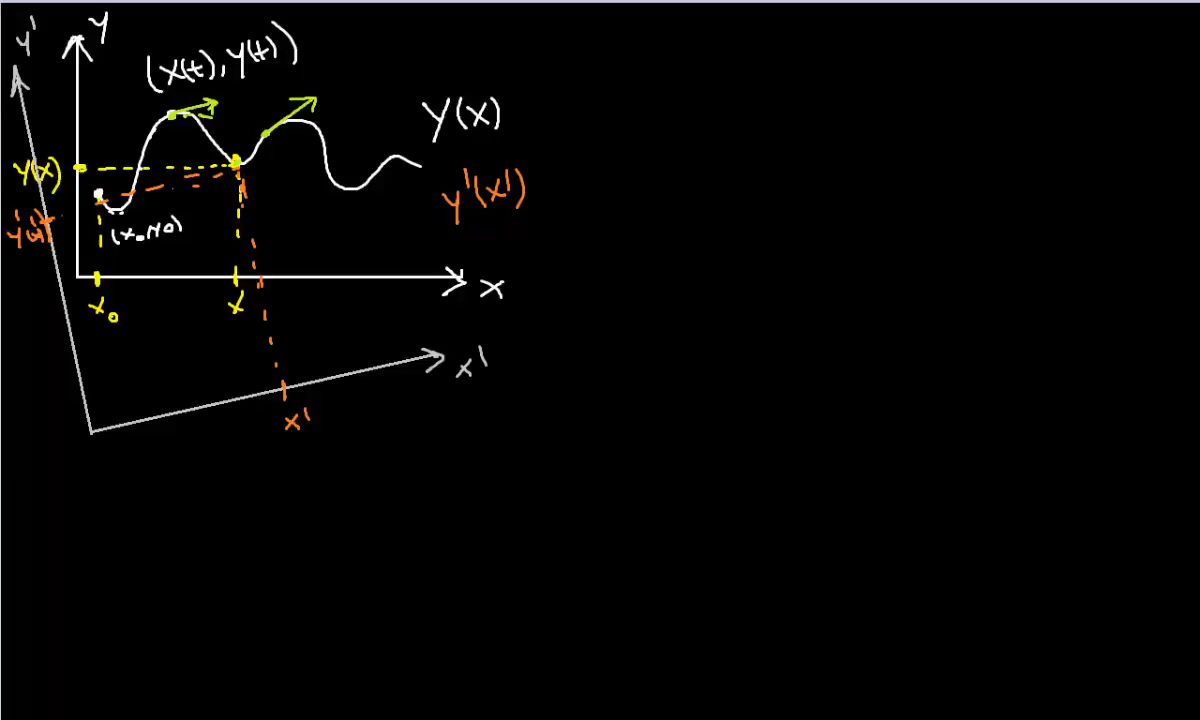 y'
y
(x(t), y(t))
y(x)
y(x)
y'(x')
y'(x')
(x0, y0)
x0
x
x
x'
x'